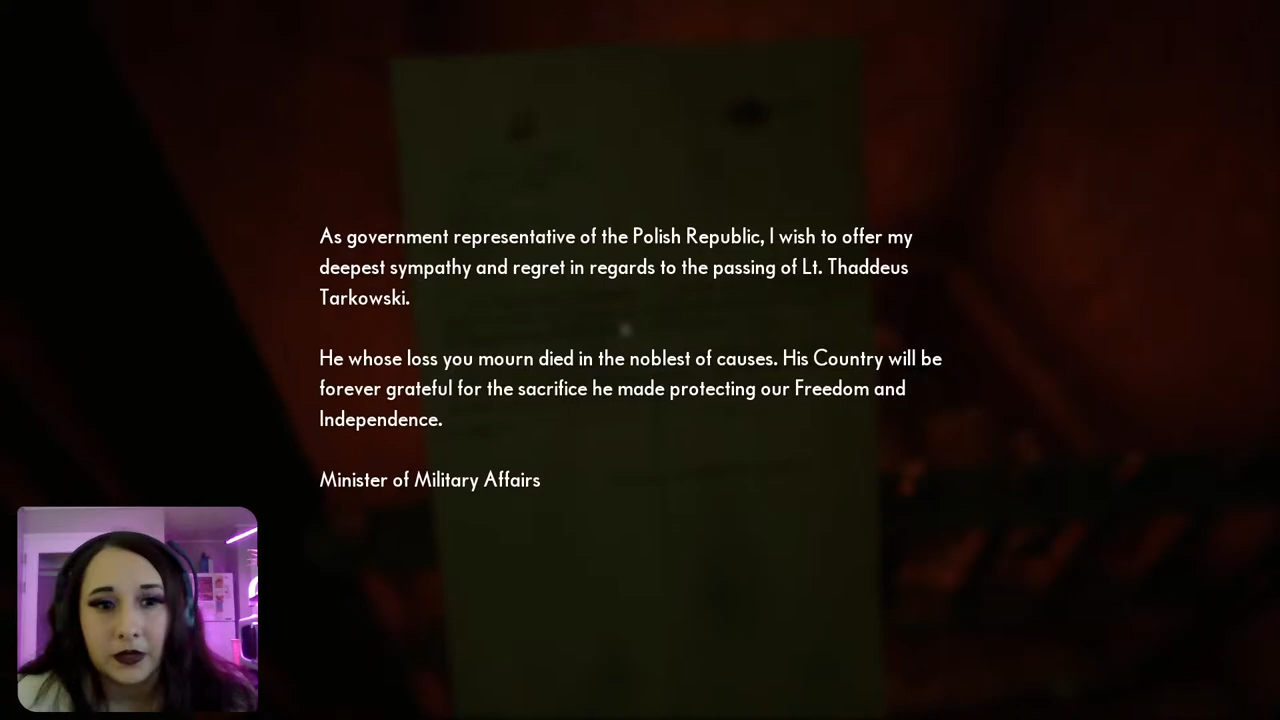 As government representative of the Polish Republic, I wish to offer my
deepest sympathy and regret in regards to the passing of Lt. Thaddeus
Tarkowski.
He whose loss you mourn died in the noblest of causes. His Country will be
forever grateful for the sacrifice he made protecting our Freedom and
Independence.
Minister of Military Affairs